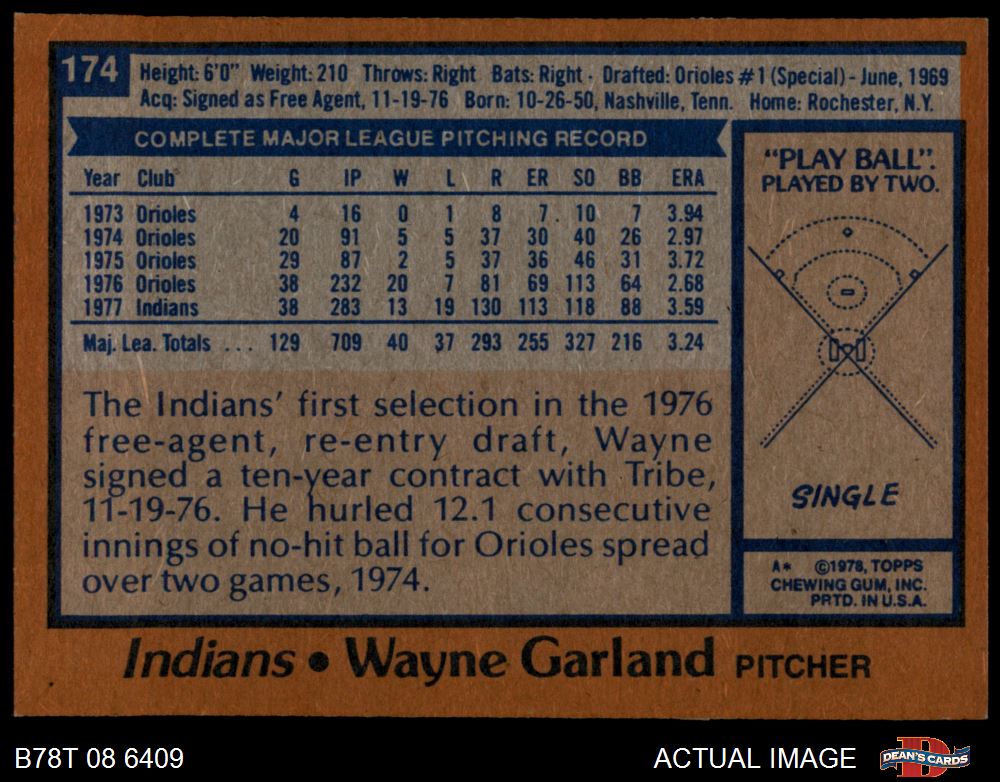 174
Height: 6'0" Weight: 210 Throws: Right Bats: Right · Drafted: Orioles #1 (Special) - June, 1969
Acq: Signed as Free Agent, 11-19-76 Born: 10-26-50, Nashville, Tenn. Home: Rochester, N.Y.
COMPLETE MAJOR LEAGUE PITCHING RECORD
Year Club G IP W L R ER SO BB ERA
1973 Orioles 4 16 0 1 8 7 10 7 3.94
1974 Orioles 20 91 5 5 37 30 40 26 2.97
1975 Orioles 29 87 2 5 37 36 46 31 3.72
1976 Orioles 38 232 20 7 81 69 113 64 2.68
1977 Indians 38 283 13 19 130 113 118 88 3.59
Maj. Lea. Totals ... 129 709 40 37 293 255 327 216 3.24
The Indians' first selection in the 1976
free-agent, re-entry draft, Wayne
signed a ten-year contract with Tribe,
11-19-76. He hurled 12.1 consecutive
innings of no-hit ball for Orioles spread
over two games, 1974.
"PLAY BALL".
PLAYED BY TWO.
SINGLE
A* ©1978, TOPPS
CHEWING GUM, INC.
PRTD. IN U.S.A.
Indians • Wayne Garland PITCHER
B78T 08 6409
ACTUAL IMAGE
D
DEAN'S CARDS